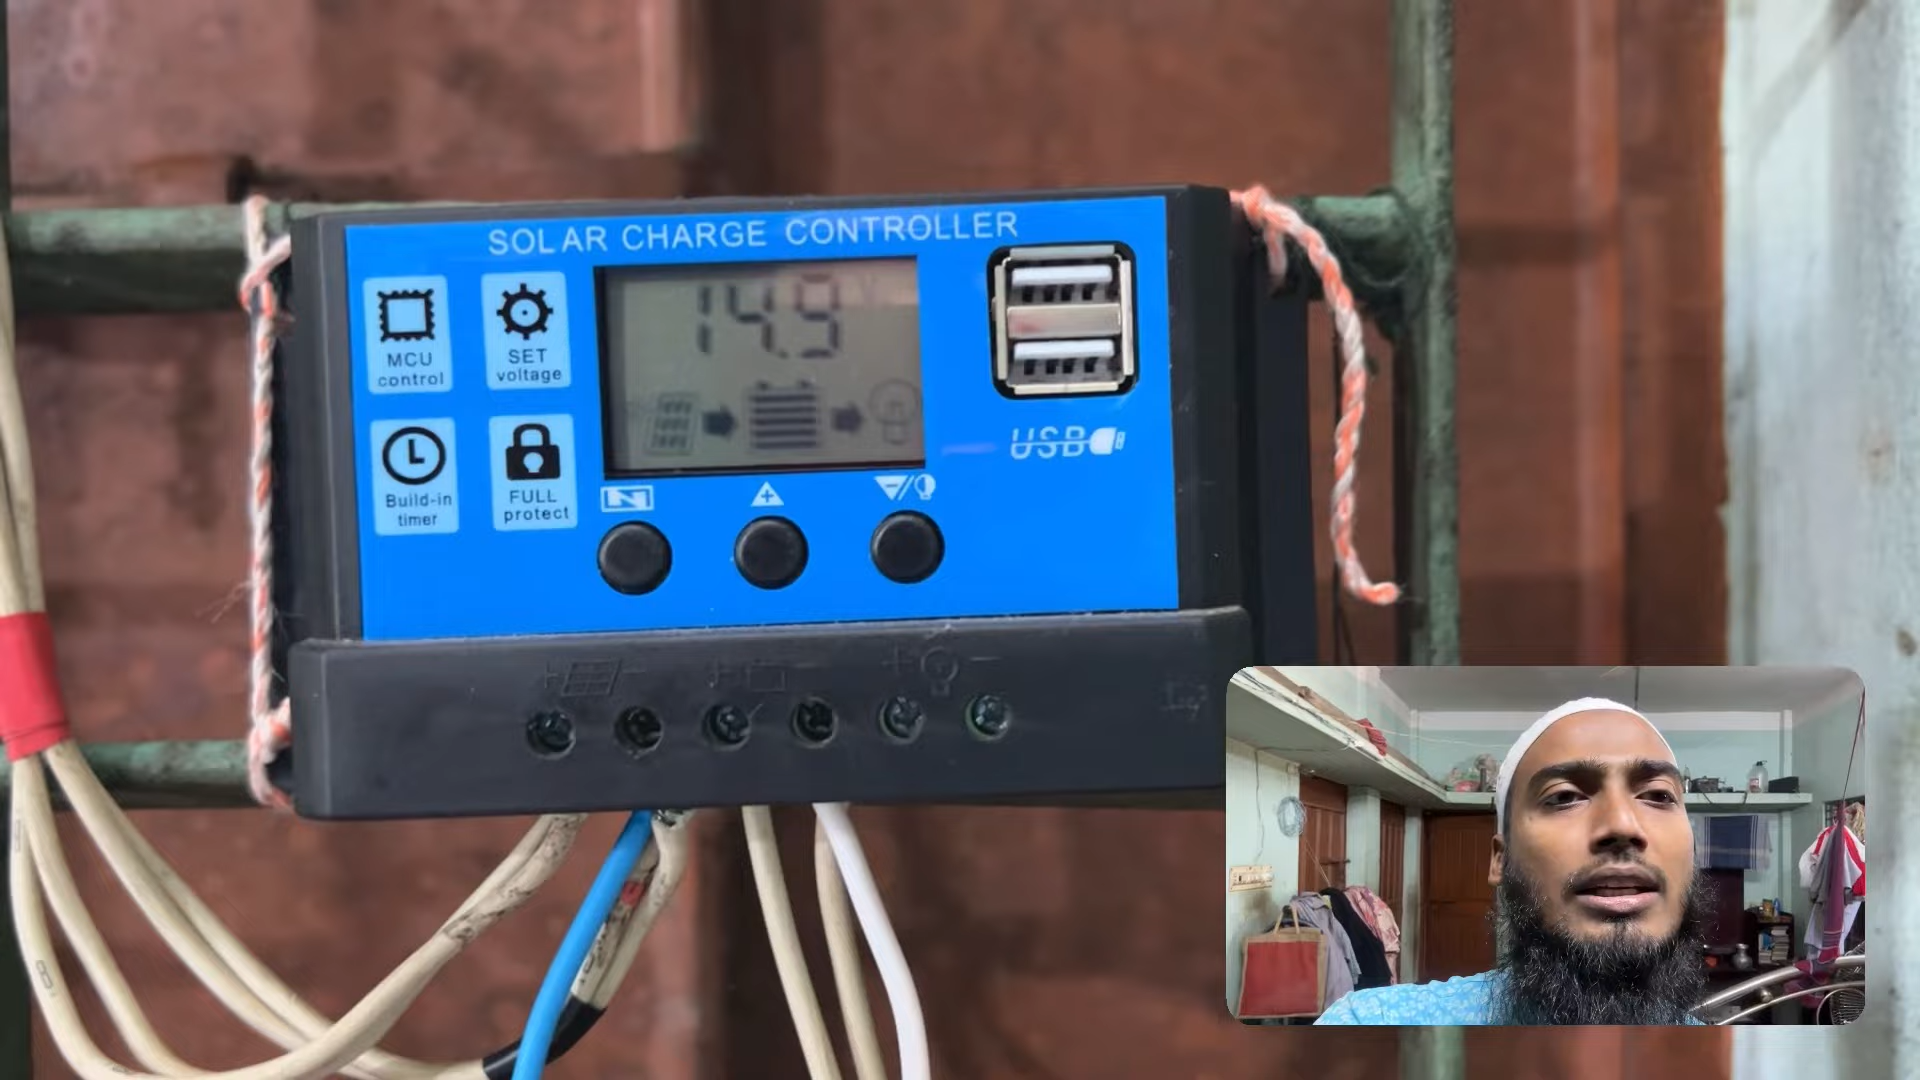 SOLAR CHARGE CONTROLLER
MCU
control
SET
voltage
14.9 V
Build-in
timer
FULL
protect
USB